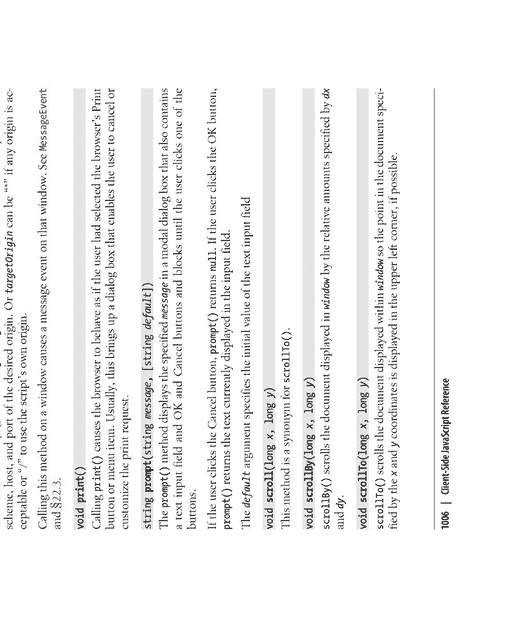 scheme, host, and port of the desired origin. Or targetOrigin can be “*” if any origin is ac-
ceptable or “/” to use the script’s own origin.
Calling this method on a window causes a message event on that window. See MessageEvent
and §22.3.
void print()
Calling print() causes the browser to behave as if the user had selected the browser’s Print
button or menu item. Usually, this brings up a dialog box that enables the user to cancel or
customize the print request.
string prompt(string message, [string default])
The prompt() method displays the specified message in a modal dialog box that also contains
a text input field and OK and Cancel buttons and blocks until the user clicks one of the
buttons.
If the user clicks the Cancel button, prompt() returns null. If the user clicks the OK button,
prompt() returns the text currently displayed in the input field.
The default argument specifies the initial value of the text input field
void scroll(long x, long y)
This method is a synonym for scrollTo().
void scrollBy(long x, long y)
scrollBy() scrolls the document displayed in window by the relative amounts specified by dx
and dy.
void scrollTo(long x, long y)
scrollTo() scrolls the document displayed within window so the point in the document speci-
fied by the x and y coordinates is displayed in the upper left corner, if possible.
1006 | Client-Side JavaScript Reference